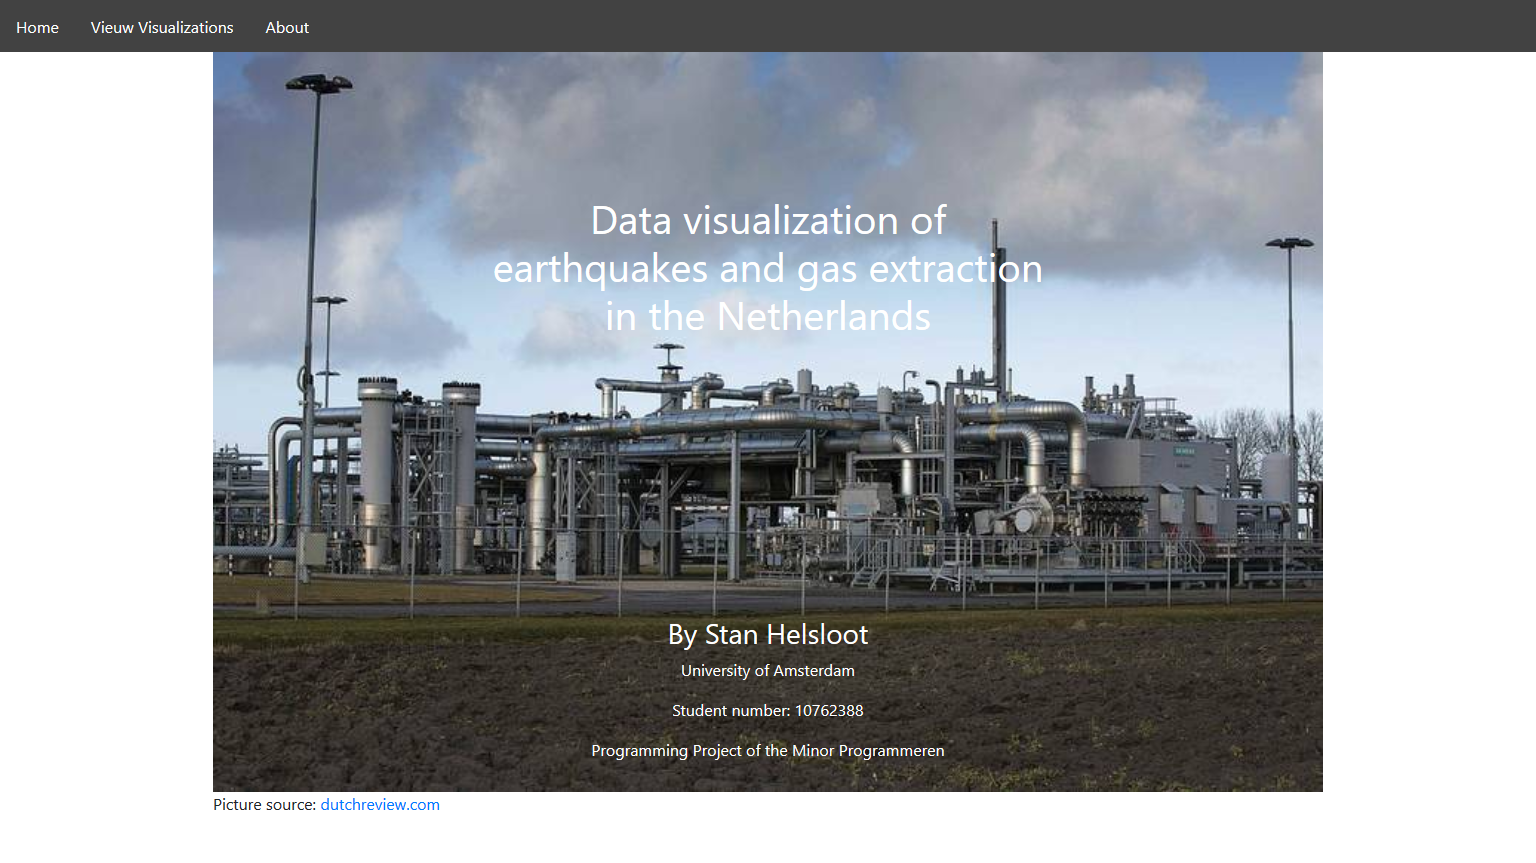 Home
Vieuw Visualizations
About
Data visualization of
earthquakes and gas extraction
in the Netherlands
SIEMENS
By Stan Helsloot
University of Amsterdam
Student number: 10762388
Programming Project of the Minor Programmeren
Picture source: dutchreview.com